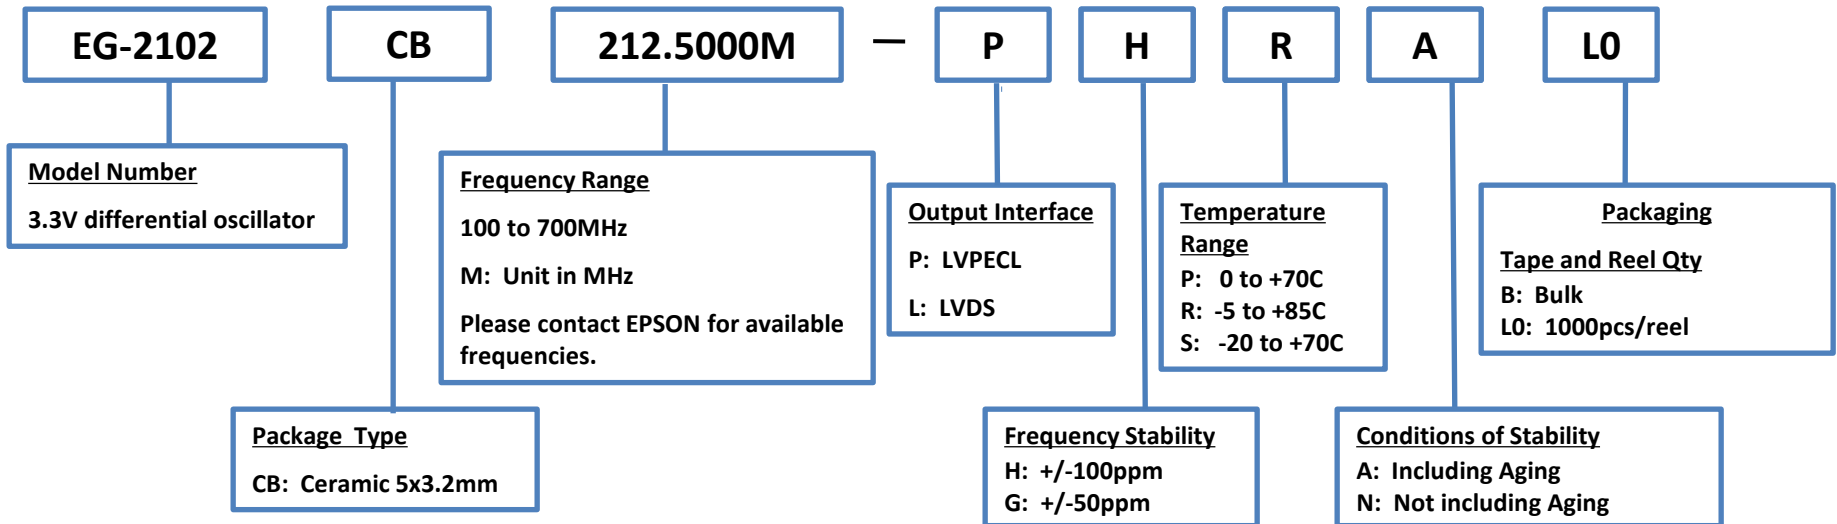 EG-2102 CB 212.5000M — P H R A L0
Model Number
3.3V differential oscillator
Frequency Range
100 to 700MHz
M: Unit in MHz
Please contact EPSON for available
frequencies.
Output Interface
P: LVPECL
L: LVDS
Temperature
Range
P: 0 to +70C
R: -5 to +85C
S: -20 to +70C
Packaging
Tape and Reel Qty
B: Bulk
L0: 1000pcs/reel
Package Type
CB: Ceramic 5x3.2mm
Frequency Stability
H: +/-100ppm
G: +/-50ppm
Conditions of Stability
A: Including Aging
N: Not including Aging